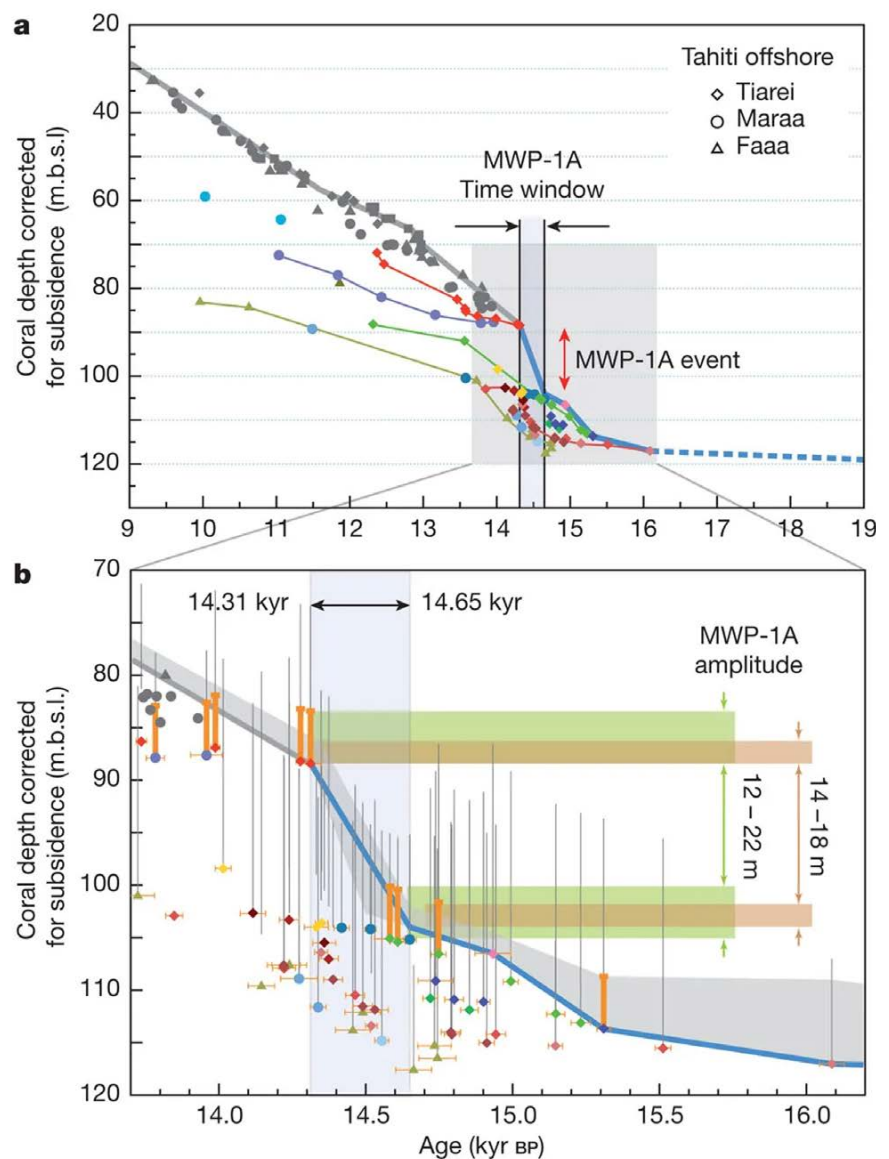 a
20
40
60
80
100
120
Coral depth corrected
for subsidence (m.b.s.l)
Tahiti offshore
Tiarei
Maraa
Faaa
MWP-1A
Time window
MWP-1A event
9 10 11 12 13 14 15 16 17 18 19
b
70
80
90
100
110
120
Coral depth corrected
for subsidence (m.b.s.l.)
14.31 kyr 14.65 kyr
MWP-1A
amplitude
12 – 22 m
14 –18 m
14.0 14.5 15.0 15.5 16.0
Age (kyr BP)